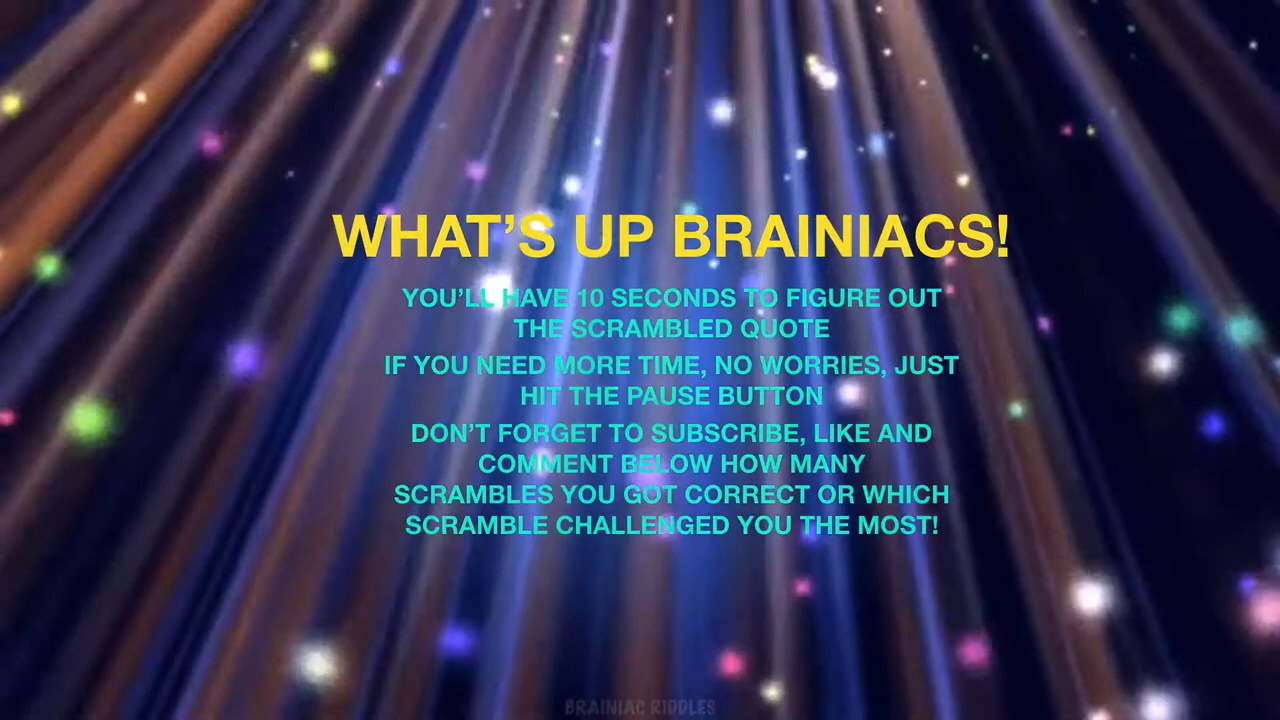 WHAT’S UP BRAINIACS!
YOU’LL HAVE 10 SECONDS TO FIGURE OUT
THE SCRAMBLED QUOTE
IF YOU NEED MORE TIME, NO WORRIES, JUST
HIT THE PAUSE BUTTON
DON’T FORGET TO SUBSCRIBE, LIKE AND
COMMENT BELOW HOW MANY
SCRAMBLES YOU GOT CORRECT OR WHICH
SCRAMBLE CHALLENGED YOU THE MOST!
BRAINIAC RIDDLES